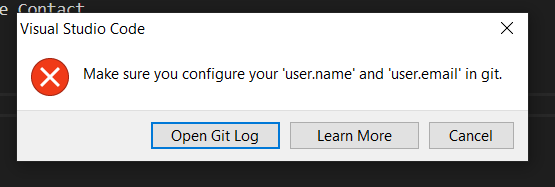 e Contact
Visual Studio Code
Make sure you configure your 'user.name' and 'user.email' in git.
Open Git Log
Learn More
Cancel